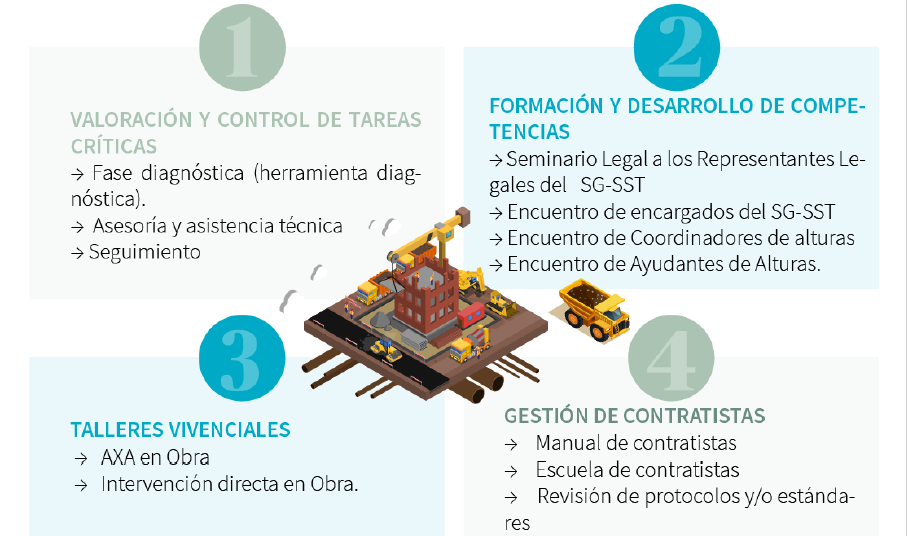 1
VALORACIÓN Y CONTROL DE TAREAS
CRÍTICAS
→ Fase diagnóstica (herramienta diag-
nóstica).
→ Asesoría y asistencia técnica
→ Seguimiento
2
FORMACIÓN Y DESARROLLO DE COMPE-
TENCIAS
→ Seminario Legal a los Representantes Le-
gales del SG-SST
→ Encuentro de encargados del SG-SST
→ Encuentro de Coordinadores de alturas
→ Encuentro de Ayudantes de Alturas.
3
TALLERES VIVENCIALES
→ AXA en Obra
→ Intervención directa en Obra.
4
GESTIÓN DE CONTRATISTAS
→ Manual de contratistas
→ Escuela de contratistas
→ Revisión de protocolos y/o estánda-
res